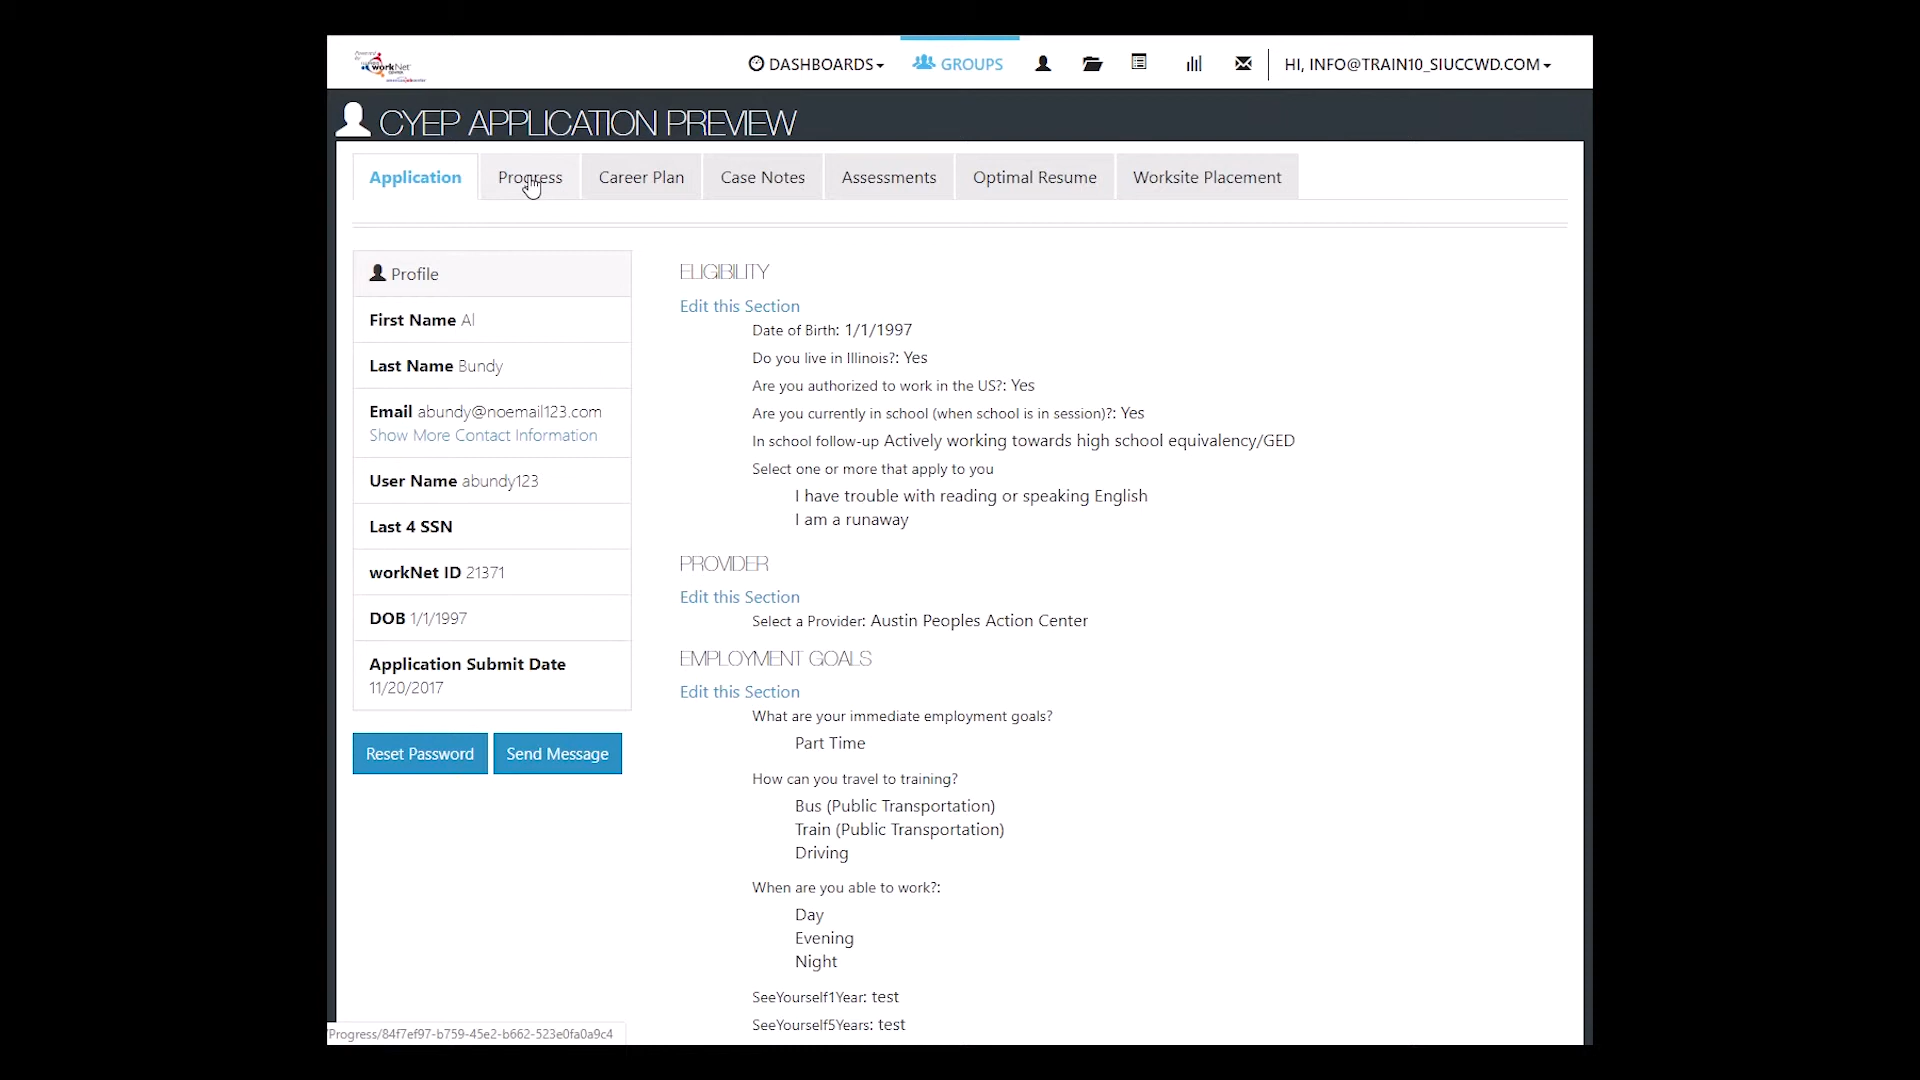 workNet
DASHBOARDS GROUPS HI, INFO@TRAIN10_SIUCCWD.COM
CYEP APPLICATION PREVIEW
Application Progress Career Plan Case Notes Assessments Optimal Resume Worksite Placement
Profile
First Name Al
Last Name Bundy
Email abundy@noemail123.com
Show More Contact Information
User Name abundy123
Last 4 SSN
workNet ID 21371
DOB 1/1/1997
Application Submit Date
11/20/2017
Reset Password Send Message
ELIGIBILITY
Edit this Section
Date of Birth: 1/1/1997
Do you live in Illinois?: Yes
Are you authorized to work in the US?: Yes
Are you currently in school (when school is in session)?: Yes
In school follow-up Actively working towards high school equivalency/GED
Select one or more that apply to you
I have trouble with reading or speaking English
I am a runaway
PROVIDER
Edit this Section
Select a Provider: Austin Peoples Action Center
EMPLOYMENT GOALS
Edit this Section
What are your immediate employment goals?
Part Time
How can you travel to training?
Bus (Public Transportation)
Train (Public Transportation)
Driving
When are you able to work?:
Day
Evening
Night
SeeYourself1Year: test
SeeYourself5Years: test
/Progress/84f7ef97-b759-45e2-b662-523e0fa0a9c4